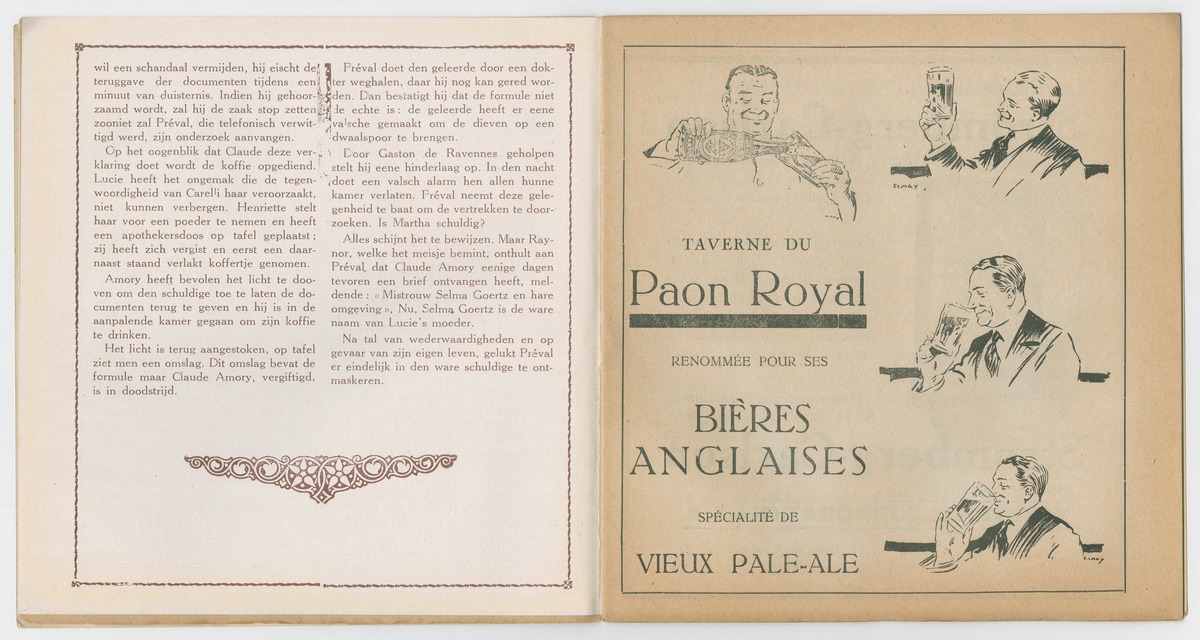 wil een schandaal vermijden, hij eischt de
teruggave der documenten tijdens een
minuut van duisternis. Indien hij gehoor-
zaamd wordt, zal hij de zaak stop zetten
zooniet zal Préval, die telefonisch verwit-
tigd werd, zijn onderzoek aanvangen.
Op het oogenblik dat Claude deze ver-
klaring doet wordt de koffie opgediend.
Lucie heeft het ongemak die de tegen-
woordigheid van Carelli haar veroorzaakt,
niet kunnen verbergen. Henriette stelt
haar voor een poeder te nemen en heeft
een apothekersdoos op tafel geplaatst ;
zij heeft zich vergist en eerst een daar-
naast staand verlakt koffertje genomen.
Amory heeft bevolen het licht te doo-
ven om den schuldige toe te laten de do-
cumenten terug te geven en hij is in de
aanpalende kamer gegaan om zijn koffie
te drinken.
Het licht is terug aangestoken, op tafel
ziet men een omslag. Dit omslag bevat de
formule maar Claude Amory, vergiftigd,
is in doodstrijd.
Préval doet den geleerde door een dok-
ter weghalen, daar hij nog kan gered wor-
den. Dan bestatigt hij dat de formule niet
de echte is : de geleerde heeft er eene
valsche gemaakt om de dieven op een
dwaalspoor te brengen.
Door Gaston de Ravennes geholpen
stelt hij eene hinderlaag op. In den nacht
doet een valsch alarm hen allen hunne
kamer verlaten. Préval neemt deze gele-
genheid te baat om de vertrekken te door-
zoeken. Is Martha schuldig?
Alles schijnt het te bewijzen. Maar Ray-
nor, welke het meisje bemint, onthult aan
Préval dat Claude Amory eenige dagen
tevoren een brief ontvangen heeft, mel-
dende : « Mistrouw Selma Goertz en hare
omgeving », Nu, Selma Goertz is de ware
naam van Lucie's moeder.
Na tal van wederwaardigheden en op
gevaar van zijn eigen leven, gelukt Préval
er eindelijk in den ware schuldige te ont-
maskeren.
ELMAY.
TAVERNE DU
Paon Royal
RENOMMÉE POUR SES
BIÈRES
ANGLAISES
SPÉCIALITÉ DE
VIEUX PALE-ALE
ELMAY